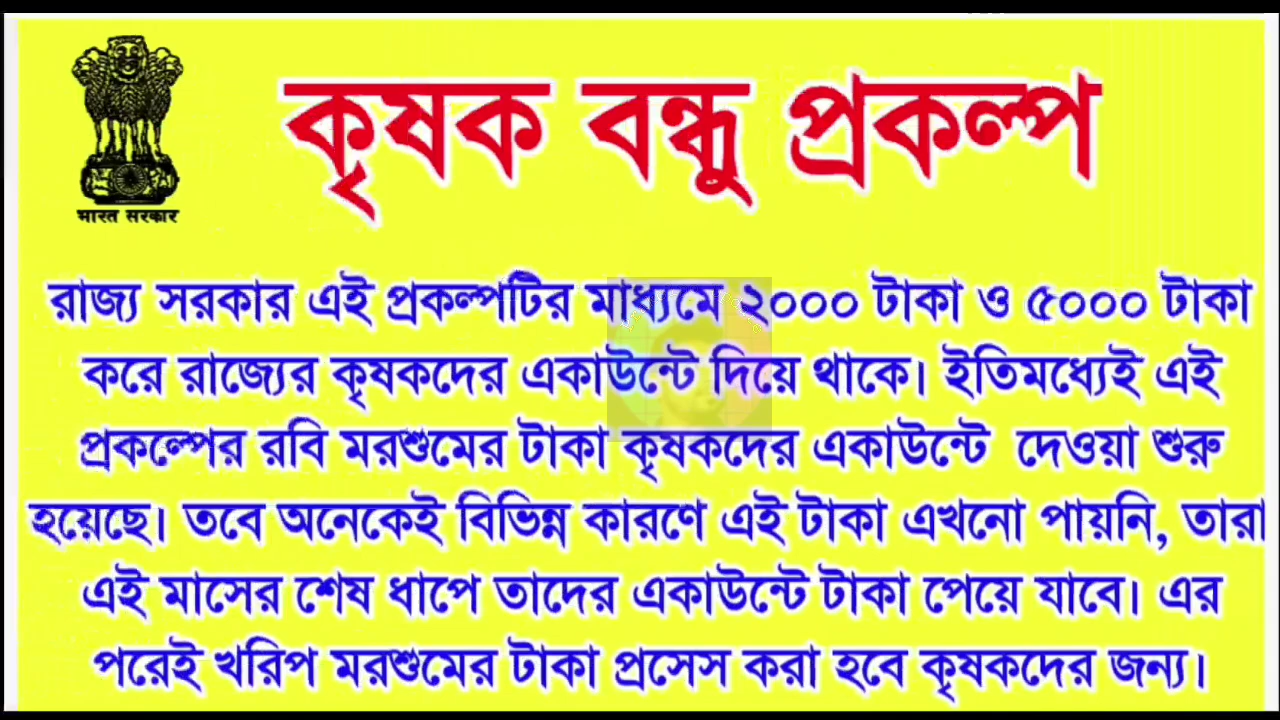 भारत सरकार
কৃষক বন্ধু প্রকল্প
রাজ্য সরকার এই প্রকল্পটির মাধ্যমে ২০০০ টাকা ও ৫০০০ টাকা
করে রাজ্যের কৃষকদের একাউন্টে দিয়ে থাকে। ইতিমধ্যেই এই
প্রকল্পের রবি মরশুমের টাকা কৃষকদের একাউন্টে দেওয়া শুরু
হয়েছে। তবে অনেকেই বিভিন্ন কারণে এই টাকা এখনো পায়নি, তারা
এই মাসের শেষ ধাপে তাদের একাউন্টে টাকা পেয়ে যাবে। এর
পরেই খরিপ মরশুমের টাকা প্রসেস করা হবে কৃষকদের জন্য।